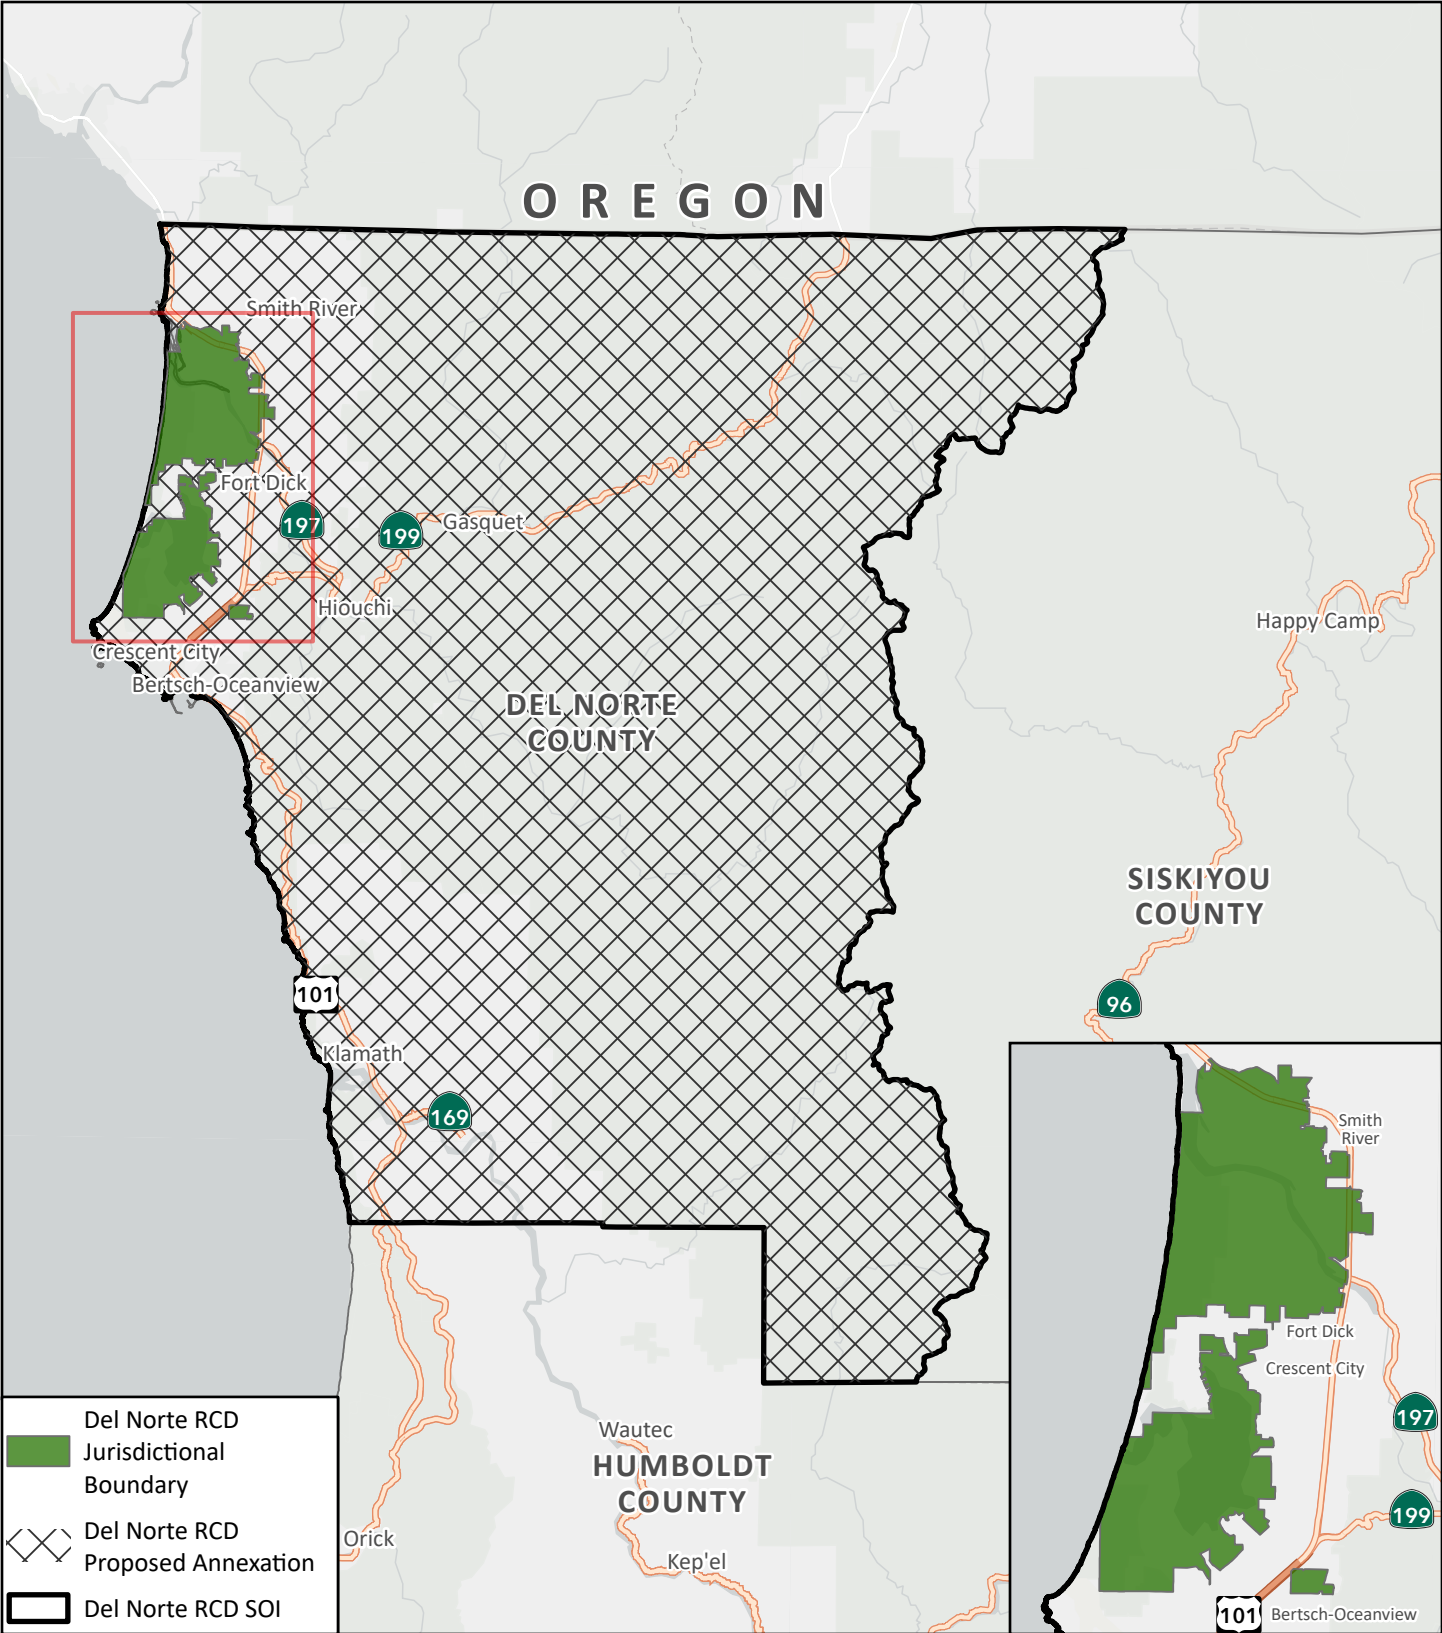 OREGON
Smith River
Fort Dick
197
199
Gasquet
Hiouchi
Happy Camp
Crescent City
Bertsch-Oceanview
DEL NORTE
COUNTY
SISKIYOU
COUNTY
101
96
Klamath
169
Smith
River
Fort Dick
Crescent City
197
199
101
Bertsch-Oceanview
Wautec
HUMBOLDT
COUNTY
Orick
Kep'el
Del Norte RCD
Jurisdictional
Boundary
Del Norte RCD
Proposed Annexation
Del Norte RCD SOI